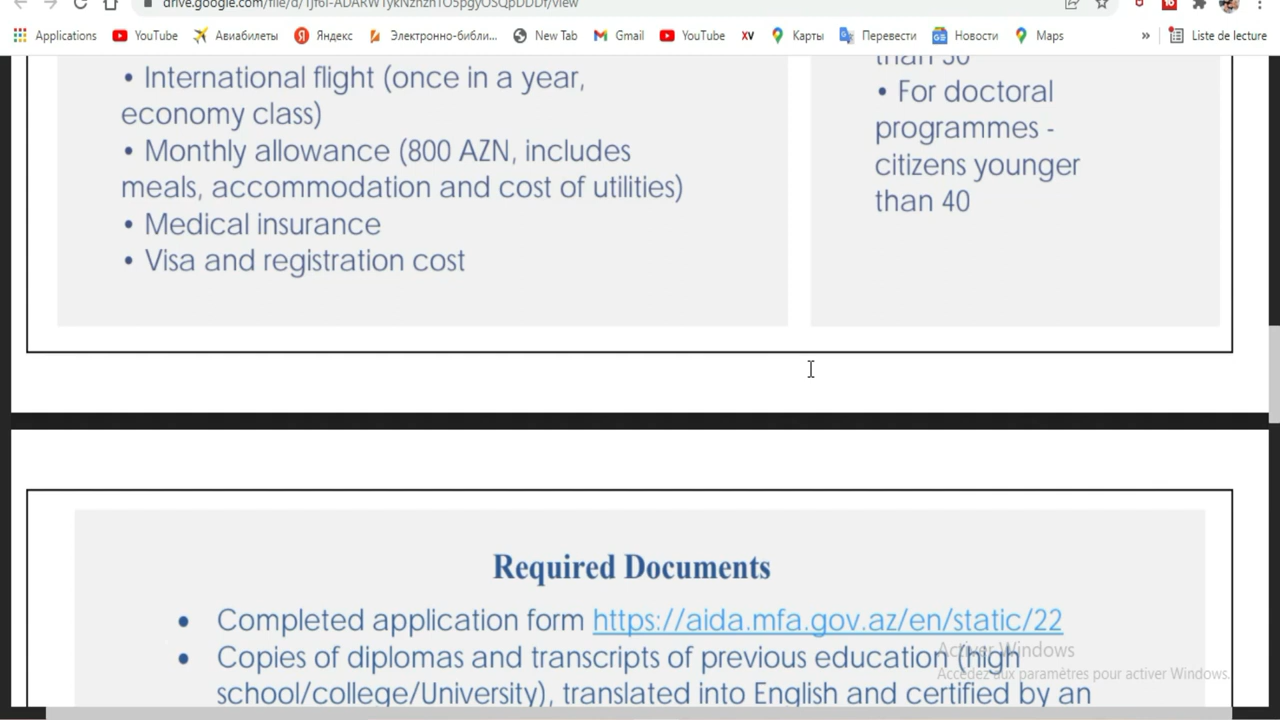 Applications YouTube Авиабилеты Яндекс Электронно-библи... New Tab Gmail YouTube XV Карты Перевести Новости Maps » Liste de lecture
• International flight (once in a year,
economy class)
• Monthly allowance (800 AZN, includes
meals, accommodation and cost of utilities)
• Medical insurance
• Visa and registration cost
• For doctoral
programmes -
citizens younger
than 40
Required Documents
• Completed application form https://aida.mfa.gov.az/en/static/22
• Copies of diplomas and transcripts of previous education (high
school/college/University), translated into English and certified by an
Activer Windows
Accédez aux paramètres pour activer Windows.